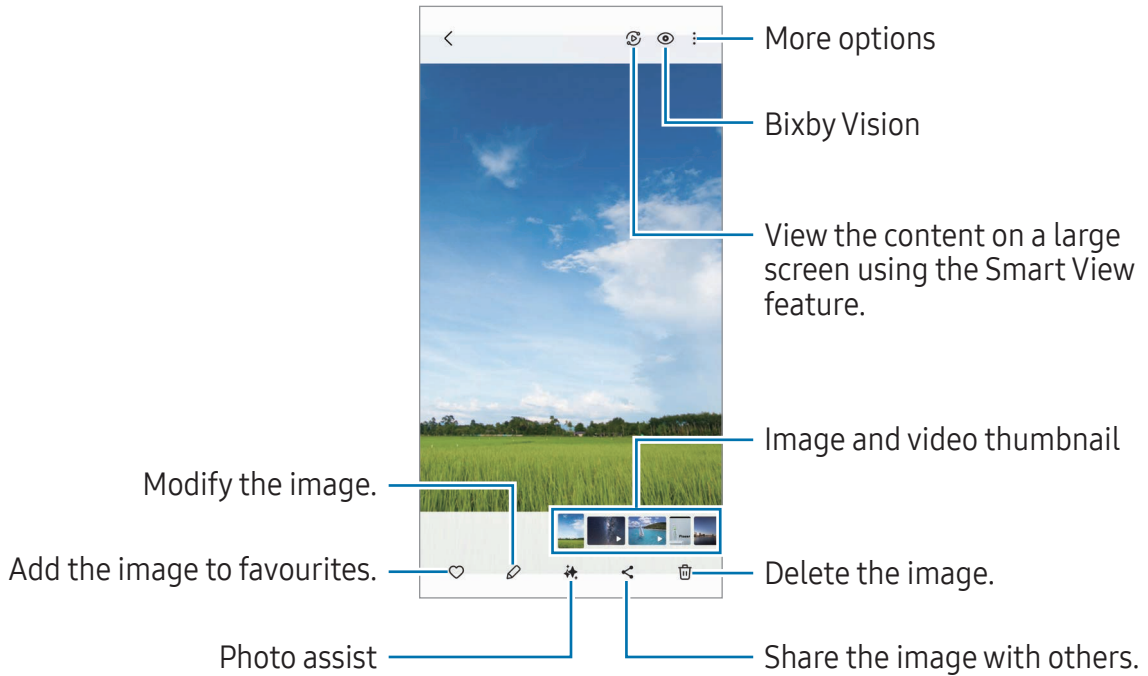 More options
Bixby Vision
View the content on a large
screen using the Smart View
feature.
Image and video thumbnail
Modify the image.
Add the image to favourites.
Delete the image.
Photo assist
Share the image with others.